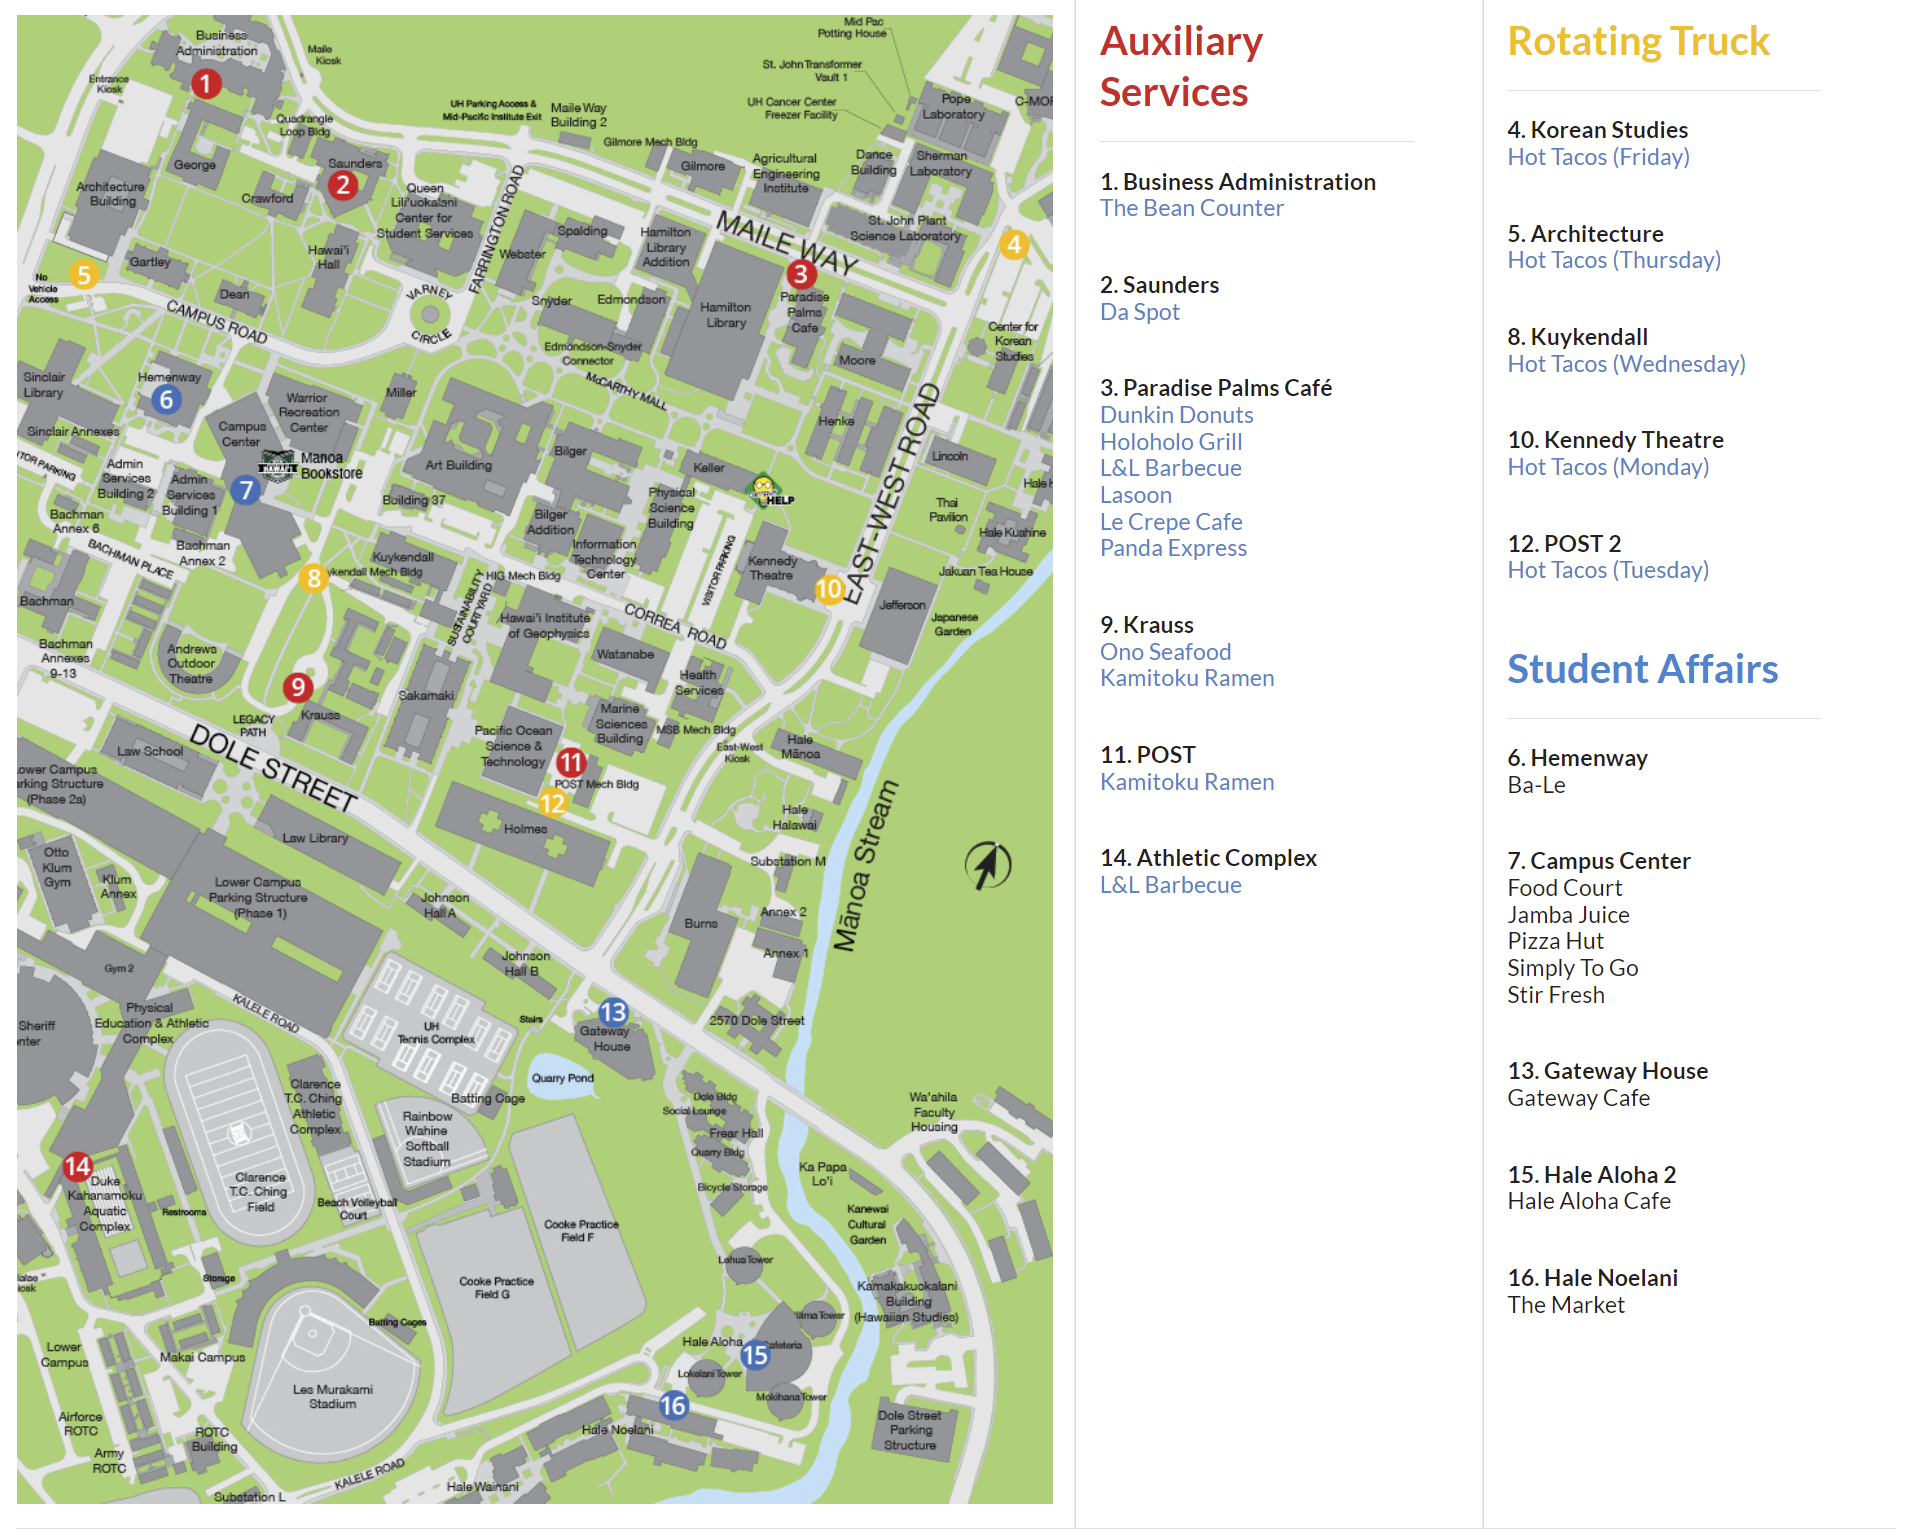 Business
Administration
1
Maile
Kiosk
Entrance
Kiosk
Quadrangle
Loop Bldg
UH Parking Access &
Mid-Pacific Institute Exit
Maile Way
Building 2
Gilmore Mech Bldg
Mid Pac
Potting House
St. John Transformer
Vault 1
UH Cancer Center
Freezer Facility
Pope
Laboratory
George
Saunders
2
Crawford
Architecture
Building
Queen
Lili'uokalani
Center for
Student Services
Gilmore
Agricultural
Engineering
Institute
Dance
Building
Sherman
Laboratory
St. John Plant
Science Laboratory
FARRINGTON ROAD
MAILE WAY
Hawai'i
Hall
Gartley
5
No
Vehicle
Access
Dean
CAMPUS ROAD
VARNEY
CIRCLE
Webster
Spalding
Hamilton
Library
Addition
3
Paradise
Palms
Cafe
4
Snyder
Edmondson
Hamilton
Library
Edmondson-Snyder
Connector
McCARTHY MALL
Moore
Center for
Korean
Studies
Sinclair
Library
Hemenway
6
Warrior
Recreation
Center
Miller
Henke
EAST-WEST ROAD
Sinclair Annexes
Campus
Center
Manoa
Bookstore
HAWAI'I
7
Art Building
Bilger
Keller
HELP
Lincoln
Admin
Services
Building 2
Admin
Services
Building 1
Building 37
Bilger
Addition
Physical
Science
Building
Thai
Pavilion
Hale Kuahine
Bachman
Annex 6
BACHMAN PLACE
Bachman
Annex 2
8
Kuykendall
ykendall Mech Bldg
HIG Mech Bldg
Information
Technology
Center
VISITOR PARKING
Kennedy
Theatre
10
Jakuan Tea House
Jefferson
Japanese
Garden
Bachman
SUSTAINABILITY
COURTYARD
Hawai'i Institute
of Geophysics
CORREA ROAD
Bachman
Annexes
9-13
Andrews
Outdoor
Theatre
9
Krauss
Sakamaki
Watanabe
Health
Services
LEGACY
PATH
Law School
DOLE STREET
Pacific Ocean
Science &
Technology
11
Marine
Sciences
Building
MSB Mech Bldg
East-West
Kiosk
Hale
Mānoa
POST Mech Bldg
12
Holmes
ower Campus
rking Structure
(Phase 2a)
Law Library
Hale
Halawai
Mānoa Stream
Otto
Klum
Gym
Klum
Annex
Lower Campus
Parking Structure
(Phase 1)
Johnson
Hall A
Substation M
Burns
Annex 2
Annex 1
Gym 2
Johnson
Hall B
KALELE ROAD
Sheriff
nter
Physical
Education & Athletic
Complex
UH
Tennis Complex
Stairs
13
Gateway
House
2570 Dole Street
Quarry Pond
Clarence
T.C. Ching
Athletic
Complex
Batting Cage
Rainbow
Wahine
Softball
Stadium
Dole Bldg
Social Lounge
Frear Hall
Quarry Bldg
Wa'ahila
Faculty
Housing
14
Duke
Kahanamoku
Aquatic
Complex
Clarence
T.C. Ching
Field
Restrooms
Beach Volleyball
Court
Bicycle Storage
Ka Papa
Lo'i
Kanewai
Cultural
Garden
Cooke Practice
Field F
Lehua Tower
Storage
Cooke Practice
Field G
Kamakakuokalani
Building
(Hawaiian Studies)
Batting Cages
Hale Aloha
15
afeteria
lima Tower
Lokelani Tower
Mokihana Tower
Lower
Campus
Makai Campus
Les Murakami
Stadium
16
Hale Noelani
Dole Street
Parking
Structure
Airforce
ROTC
Army
ROTC
ROTC
Building
KALELE ROAD
Hale Wainani
Substation L
Auxiliary
Services
1. Business Administration
The Bean Counter
2. Saunders
Da Spot
3. Paradise Palms Café
Dunkin Donuts
Holoholo Grill
L&L Barbecue
Lasoon
Le Crepe Cafe
Panda Express
9. Krauss
Ono Seafood
Kamitoku Ramen
11. POST
Kamitoku Ramen
14. Athletic Complex
L&L Barbecue
Rotating Truck
4. Korean Studies
Hot Tacos (Friday)
5. Architecture
Hot Tacos (Thursday)
8. Kuykendall
Hot Tacos (Wednesday)
10. Kennedy Theatre
Hot Tacos (Monday)
12. POST 2
Hot Tacos (Tuesday)
Student Affairs
6. Hemenway
Ba-Le
7. Campus Center
Food Court
Jamba Juice
Pizza Hut
Simply To Go
Stir Fresh
13. Gateway House
Gateway Cafe
15. Hale Aloha 2
Hale Aloha Cafe
16. Hale Noelani
The Market